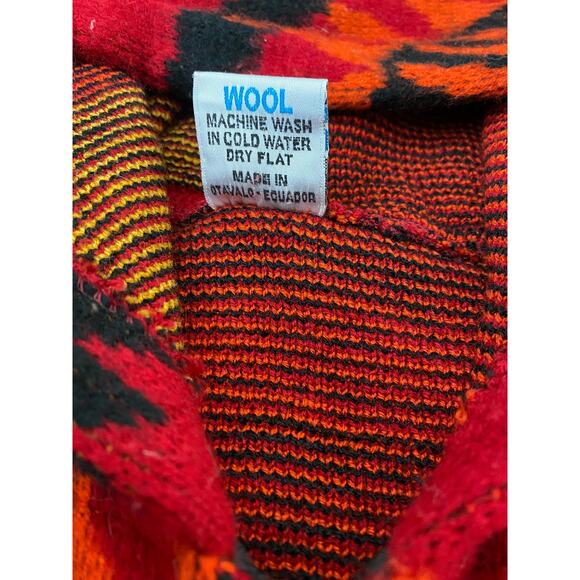 WOOL
MACHINE WASH
IN COLD WATER
DRY FLAT
MADE IN
OTAVALO - ECUADOR